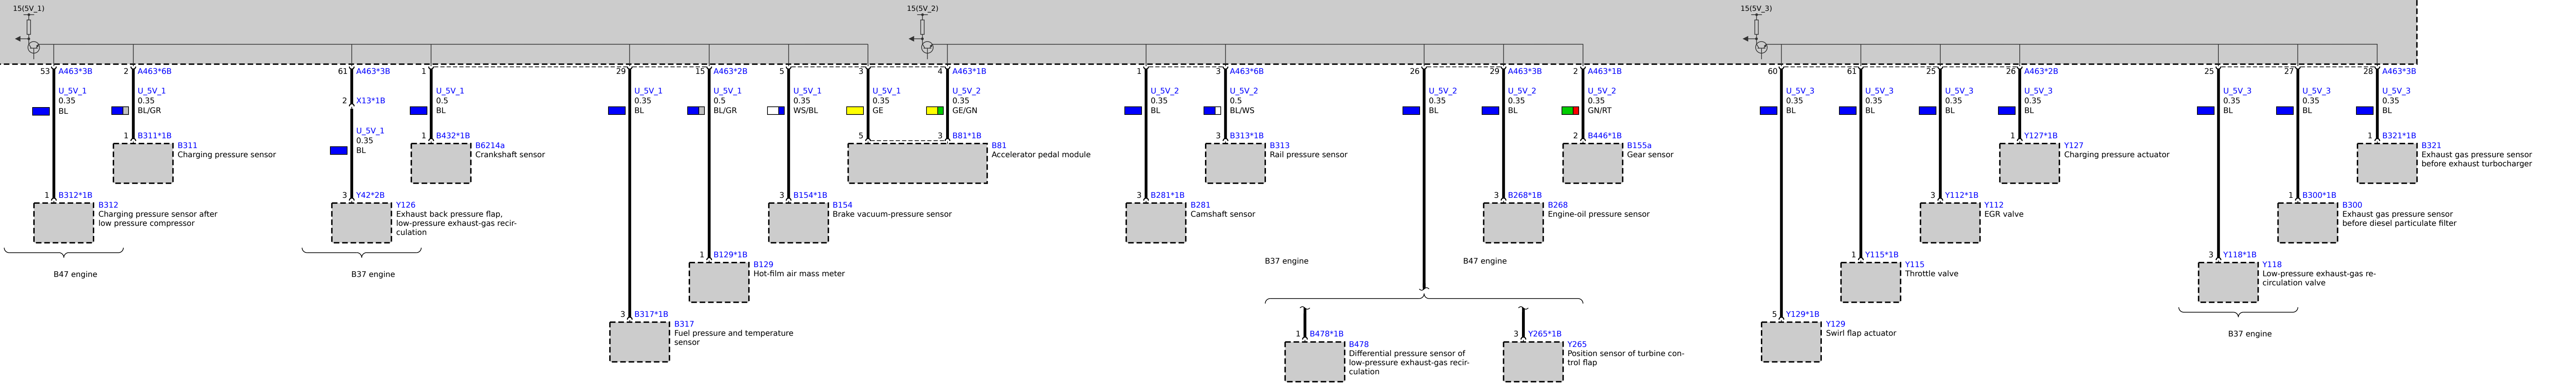 15(5V_1)
15(5V_2)
15(5V_3)
53 A463*3B
2 A463*6B
61 A463*3B
1
29
15 A463*2B
5
3
4 A463*1B
1
3 A463*6B
26
29 A463*3B
2 A463*1B
60
61
25
26 A463*2B
25
27
28 A463*3B
U_5V_1
0.35
BL
U_5V_1
0.35
BL/GR
2 X13*1B
U_5V_1
0.35
BL
U_5V_1
0.5
BL
U_5V_1
0.35
BL
U_5V_1
0.5
BL/GR
U_5V_1
0.35
WS/BL
U_5V_1
0.35
GE
U_5V_2
0.35
GE/GN
U_5V_2
0.35
BL
U_5V_2
0.5
BL/WS
U_5V_2
0.35
BL
U_5V_2
0.35
BL
U_5V_2
0.35
GN/RT
U_5V_3
0.35
BL
U_5V_3
0.35
BL
U_5V_3
0.35
BL
U_5V_3
0.35
BL
U_5V_3
0.35
BL
U_5V_3
0.35
BL
U_5V_3
0.35
BL
1 B311*1B
B311
Charging pressure sensor
1 B432*1B
B6214a
Crankshaft sensor
5
3 B81*1B
B81
Accelerator pedal module
3 B313*1B
B313
Rail pressure sensor
2 B446*1B
B155a
Gear sensor
1 Y127*1B
Y127
Charging pressure actuator
1 B321*1B
B321
Exhaust gas pressure sensor
before exhaust turbocharger
1 B312*1B
B312
Charging pressure sensor after
low pressure compressor
3 Y42*2B
Y126
Exhaust back pressure flap,
low-pressure exhaust-gas recir-
culation
3 B154*1B
B154
Brake vacuum-pressure sensor
3 B281*1B
B281
Camshaft sensor
3 B268*1B
B268
Engine-oil pressure sensor
3 Y112*1B
Y112
EGR valve
1 B300*1B
B300
Exhaust gas pressure sensor
before diesel particulate filter
B47 engine
B37 engine
1 B129*1B
B129
Hot-film air mass meter
B37 engine
B47 engine
1 Y115*1B
Y115
Throttle valve
3 Y118*1B
Y118
Low-pressure exhaust-gas re-
circulation valve
3 B317*1B
B317
Fuel pressure and temperature
sensor
5 Y129*1B
Y129
Swirl flap actuator
B37 engine
1 B478*1B
B478
Differential pressure sensor of
low-pressure exhaust-gas recir-
culation
3 Y265*1B
Y265
Position sensor of turbine con-
trol flap